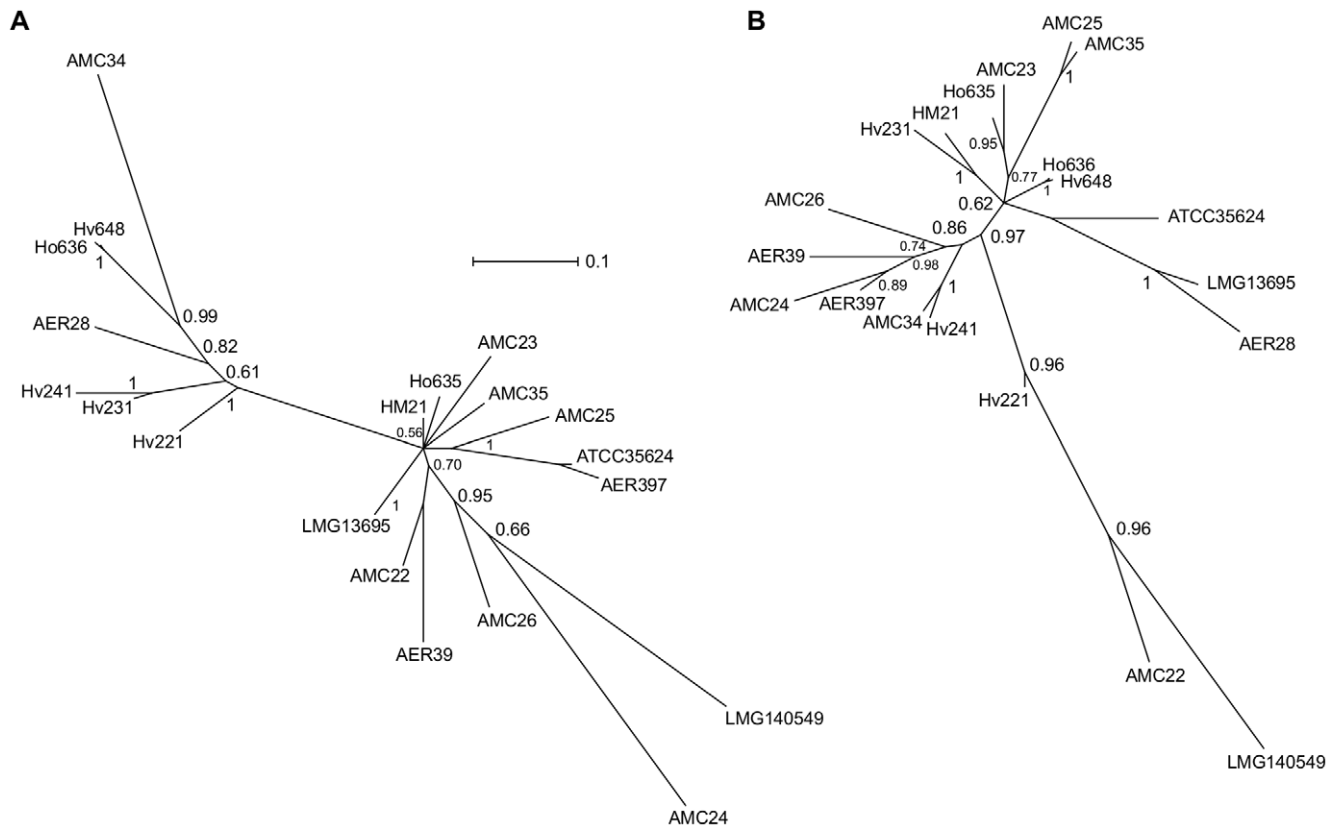 A
AMC34
Hv648
Ho636
1
0.99
AER28
0.82
0.61
Hv241
1
Hv231
1
Hv221
0.1
AMC23
Ho635
AMC35
HM21
AMC25
0.56
1
ATCC35624
0.70
AER397
0.95
1
LMG13695
0.66
AMC22
AMC26
AER39
LMG140549
AMC24
B
AMC25
AMC35
AMC23
1
Ho635
HM21
Hv231
0.95
Ho636
0.77
Hv648
1
1
0.62
AMC26
ATCC35624
0.86
0.97
0.74
AER39
0.98
LMG13695
1
0.89
1
AMC24
AER397
AMC34
Hv241
AER28
0.96
Hv221
0.96
AMC22
LMG140549